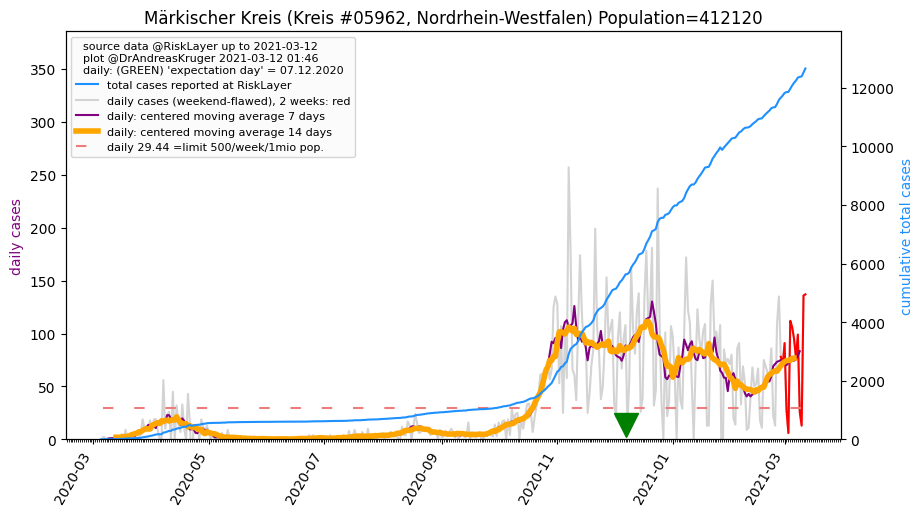 Märkischer Kreis (Kreis #05962, Nordrhein-Westfalen) Population=412120
source data @RiskLayer up to 2021-03-12
plot @DrAndreasKruger 2021-03-12 01:46
daily: (GREEN) 'expectation day' = 07.12.2020
total cases reported at RiskLayer
daily cases (weekend-flawed), 2 weeks: red
daily: centered moving average 7 days
daily: centered moving average 14 days
daily 29.44 =limit 500/week/1mio pop.
daily cases
350
300
250
200
150
100
50
0
cumulative total cases
12000
10000
8000
6000
4000
2000
0
2020-03
2020-05
2020-07
2020-09
2020-11
2021-01
2021-03